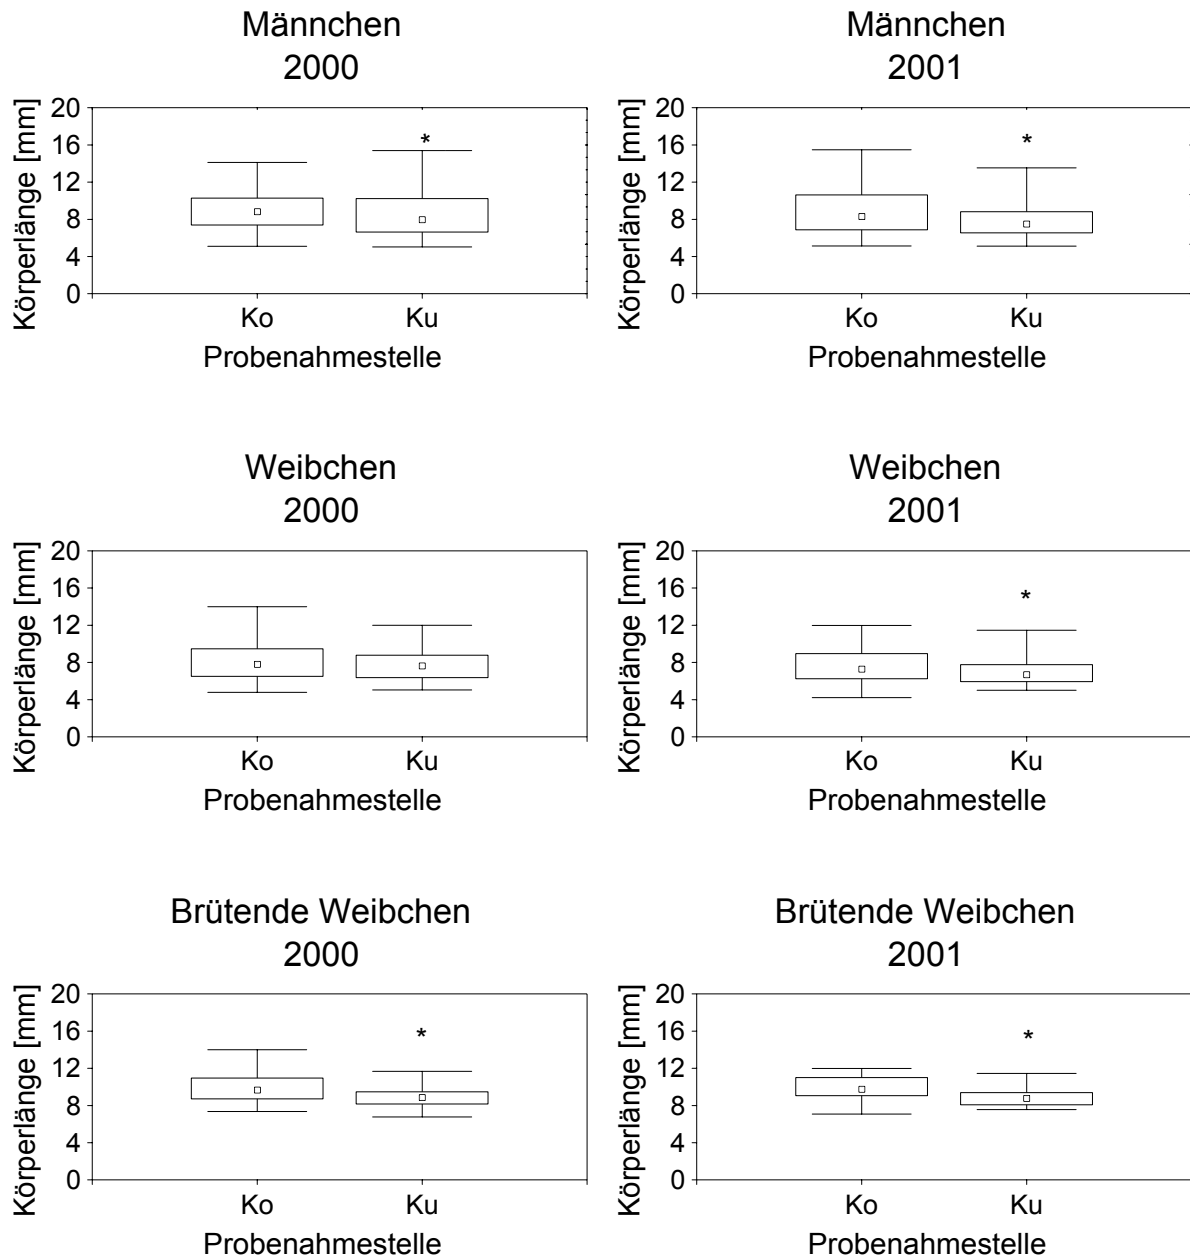 Männchen
2000
Körperlänge [mm]
20
16
12
8
4
0
*
Ko
Ku
Probenahmestelle
Männchen
2001
Körperlänge [mm]
20
16
12
8
4
0
*
Ko
Ku
Probenahmestelle
Weibchen
2000
Körperlänge [mm]
20
16
12
8
4
0
Ko
Ku
Probenahmestelle
Weibchen
2001
Körperlänge [mm]
20
16
12
8
4
0
*
Ko
Ku
Probenahmestelle
Brütende Weibchen
2000
Körperlänge [mm]
20
16
12
8
4
0
*
Ko
Ku
Probenahmestelle
Brütende Weibchen
2001
Körperlänge [mm]
20
16
12
8
4
0
*
Ko
Ku
Probenahmestelle